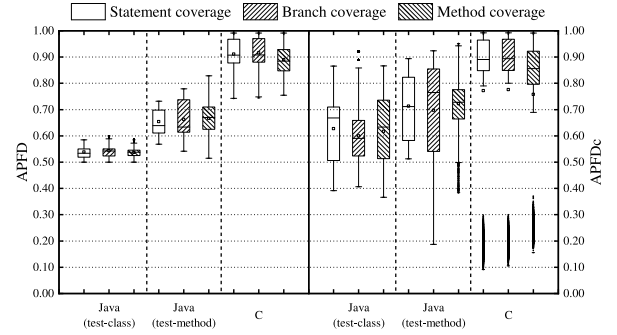 Statement coverage Branch coverage Method coverage
1.00 1.00
0.90 0.90
0.80 0.80
0.70 0.70
0.60 0.60
0.50 0.50
0.40 0.40
0.30 0.30
0.20 0.20
0.10 0.10
0.00 0.00
APFD
APFDc
Java Java C Java Java C
(test-class) (test-method) (test-class) (test-method)